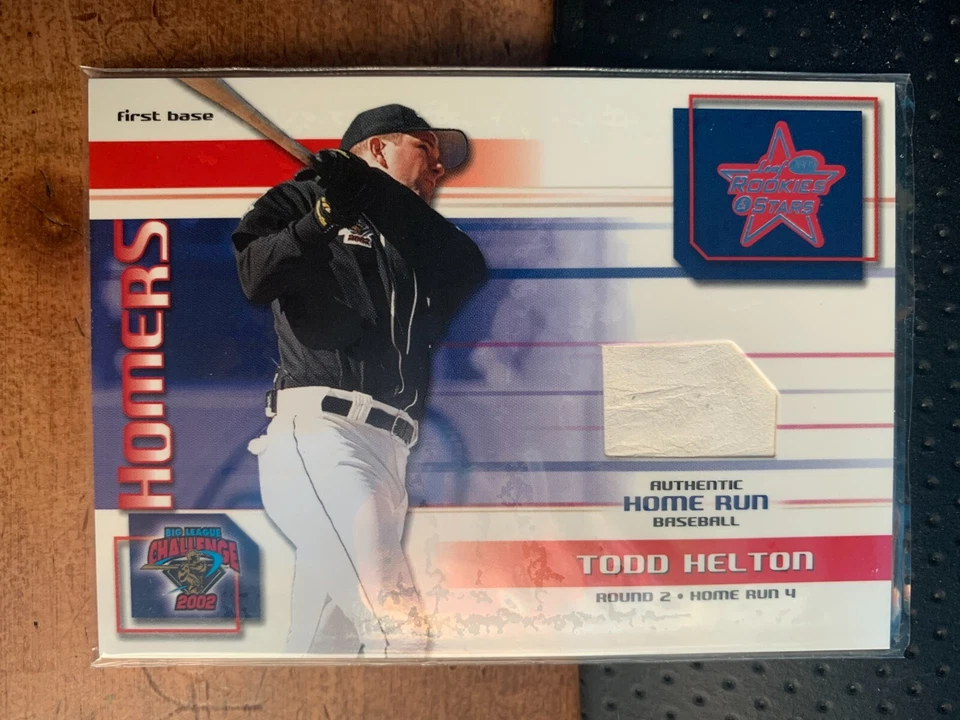 first base
HOMERS
Leaf
ROOKIES
& STARS
AUTHENTIC
HOME RUN
BASEBALL
TODD HELTON
ROUND 2 • HOME RUN 4
BIG LEAGUE
CHALLENGE
2002